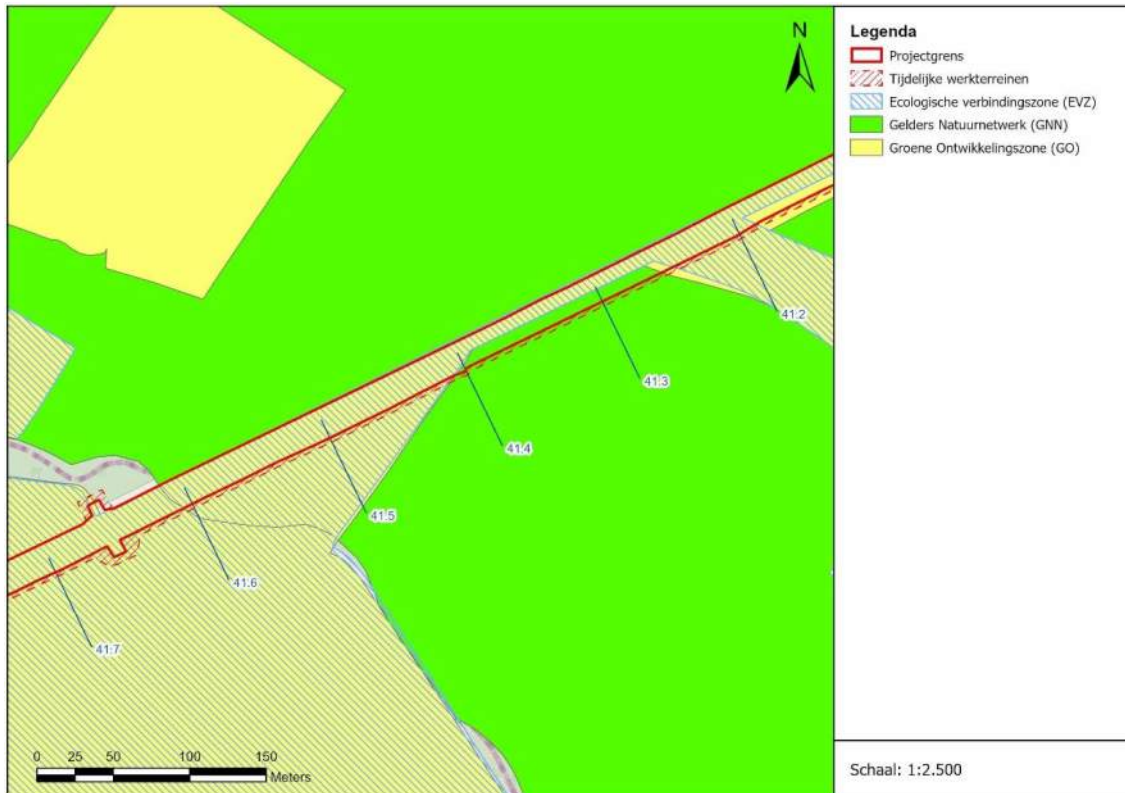 N
41:2
41:3
41:4
41:5
41:6
41:7
0 25 50 100 150
Meters
Legenda
Projectgrens
Tijdelijke werkterreinen
Ecologische verbindingszone (EVZ)
Gelders Natuurnetwerk (GNN)
Groene Ontwikkelingszone (GO)
Schaal: 1:2.500